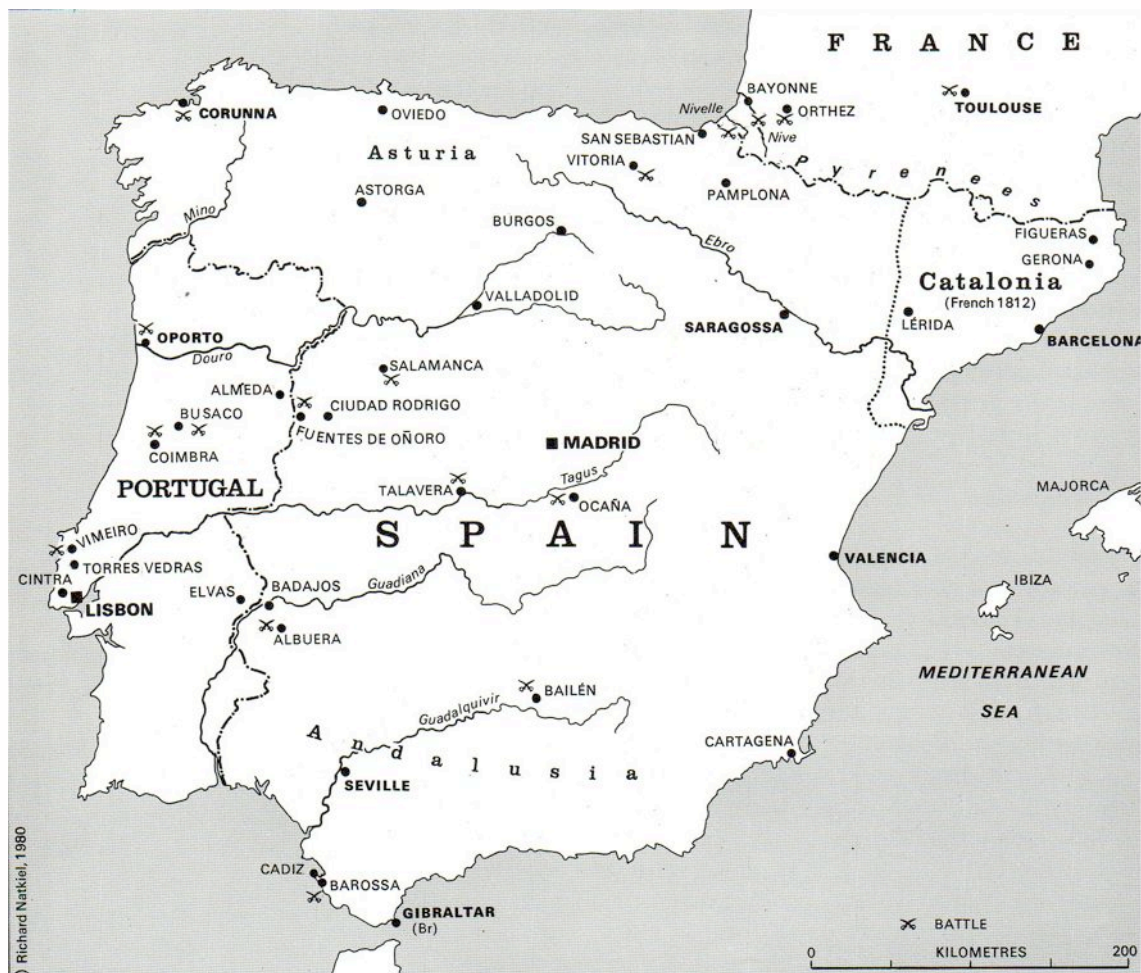 FRANCE
BAYONNE
ORTHEZ
TOULOUSE
Nivelle
Nive
CORUNNA
OVIEDO
SAN SEBASTIAN
Asturia
VITORIA
Pyrenees
PAMPLONA
ASTORGA
Mino
BURGOS
Ebro
FIGUERAS
GERONA
Catalonia
(French 1812)
VALLADOLID
SARAGOSSA
LÉRIDA
BARCELONA
OPORTO
Douro
SALAMANCA
ALMEDA
CIUDAD RODRIGO
BUSACO
FUENTES DE OÑORO
COIMBRA
MADRID
Tagus
PORTUGAL
TALAVERA
OCAÑA
MAJORCA
SPAIN
VIMEIRO
TORRES VEDRAS
VALENCIA
CINTRA
LISBON
ELVAS
BADAJOS
Guadiana
IBIZA
ALBUERA
MEDITERRANEAN
SEA
BAILÉN
Guadalquivir
Andalusia
CARTAGENA
SEVILLE
CADIZ
BAROSSA
GIBRALTAR
(Br)
BATTLE
KILOMETRES
0 200
Richard Natkiel, 1980